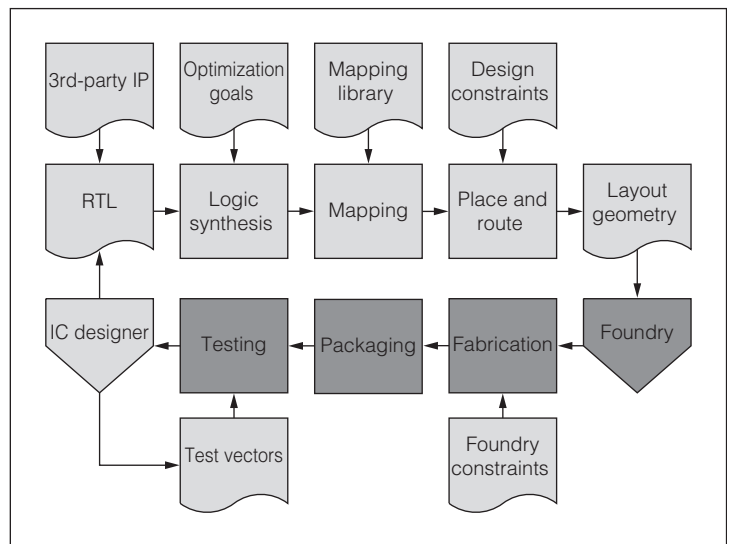 3rd-party IP
Optimization
goals
Mapping
library
Design
constraints
RTL
Logic
synthesis
Mapping
Place and
route
Layout
geometry
IC designer
Testing
Packaging
Fabrication
Foundry
Test vectors
Foundry
constraints